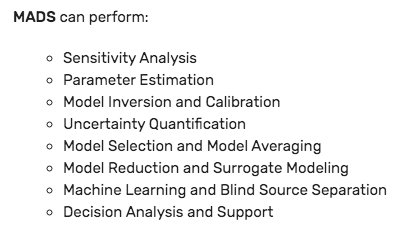 MADS can perform:
Sensitivity Analysis
Parameter Estimation
Model Inversion and Calibration
Uncertainty Quantification
Model Selection and Model Averaging
Model Reduction and Surrogate Modeling
Machine Learning and Blind Source Separation
Decision Analysis and Support